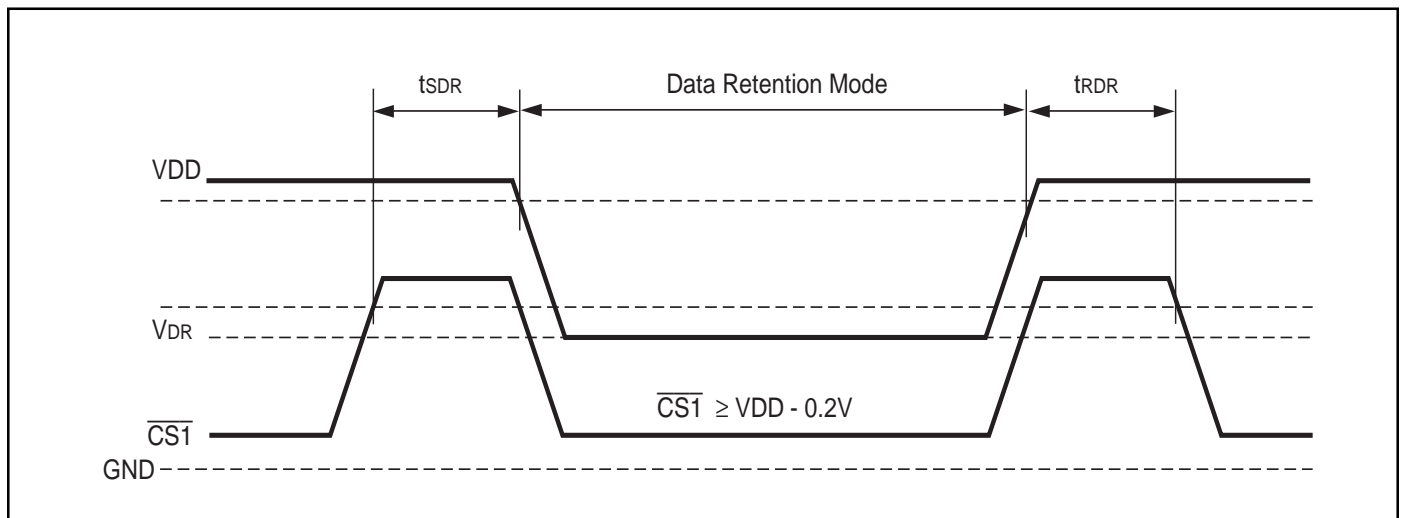 tSDR Data Retention Mode tRDR
VDD
VDR
CS1 ≥ VDD - 0.2V
CS1
GND